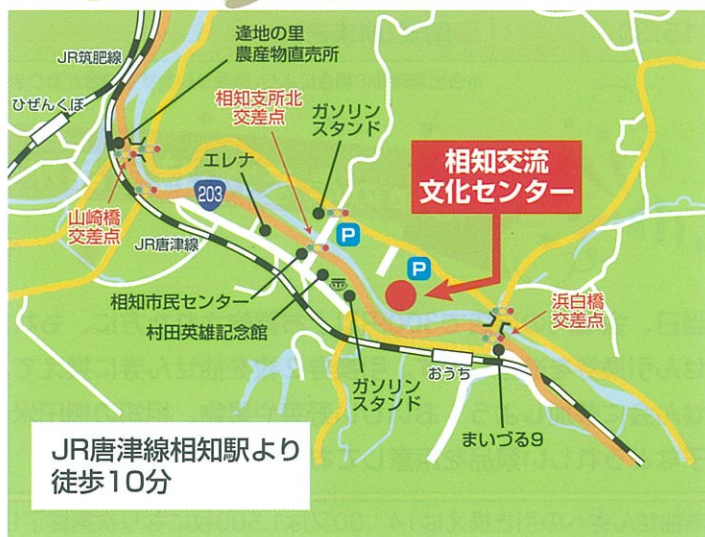 JR筑肥線
逢地の里
農産物直売所
ひぜんくぼ
相知支所北
交差点
ガソリン
スタンド
エレナ
203
相知交流
文化センター
山崎橋
交差点
JR唐津線
P
P
相知市民センター
村田英雄記念館
浜白橋
交差点
おうち
ガソリン
スタンド
まいづる9
JR唐津線相知駅より
徒歩10分